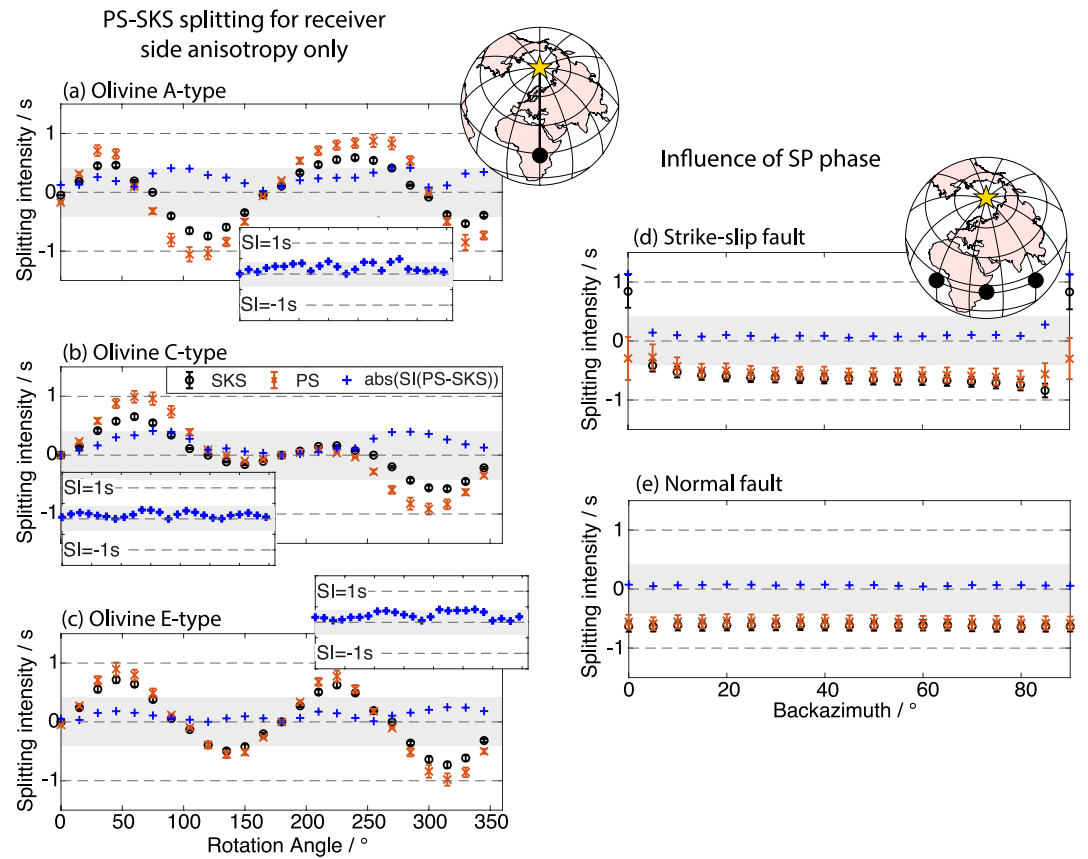 PS-SKS splitting for receiver
side anisotropy only
(a) Olivine A-type
Splitting intensity / s
1
0
-1
SI=1s
SI=-1s
(b) Olivine C-type
SKS PS abs(SI(PS-SKS))
Splitting intensity / s
1
0
-1
SI=1s
SI=-1s
(c) Olivine E-type
SI=1s
SI=-1s
Splitting intensity / s
1
0
-1
0 50 100 150 200 250 300 350
Rotation Angle / °
Influence of SP phase
(d) Strike-slip fault
Splitting intensity / s
1
0
-1
(e) Normal fault
Splitting intensity / s
1
0
-1
0 20 40 60 80
Backazimuth / °